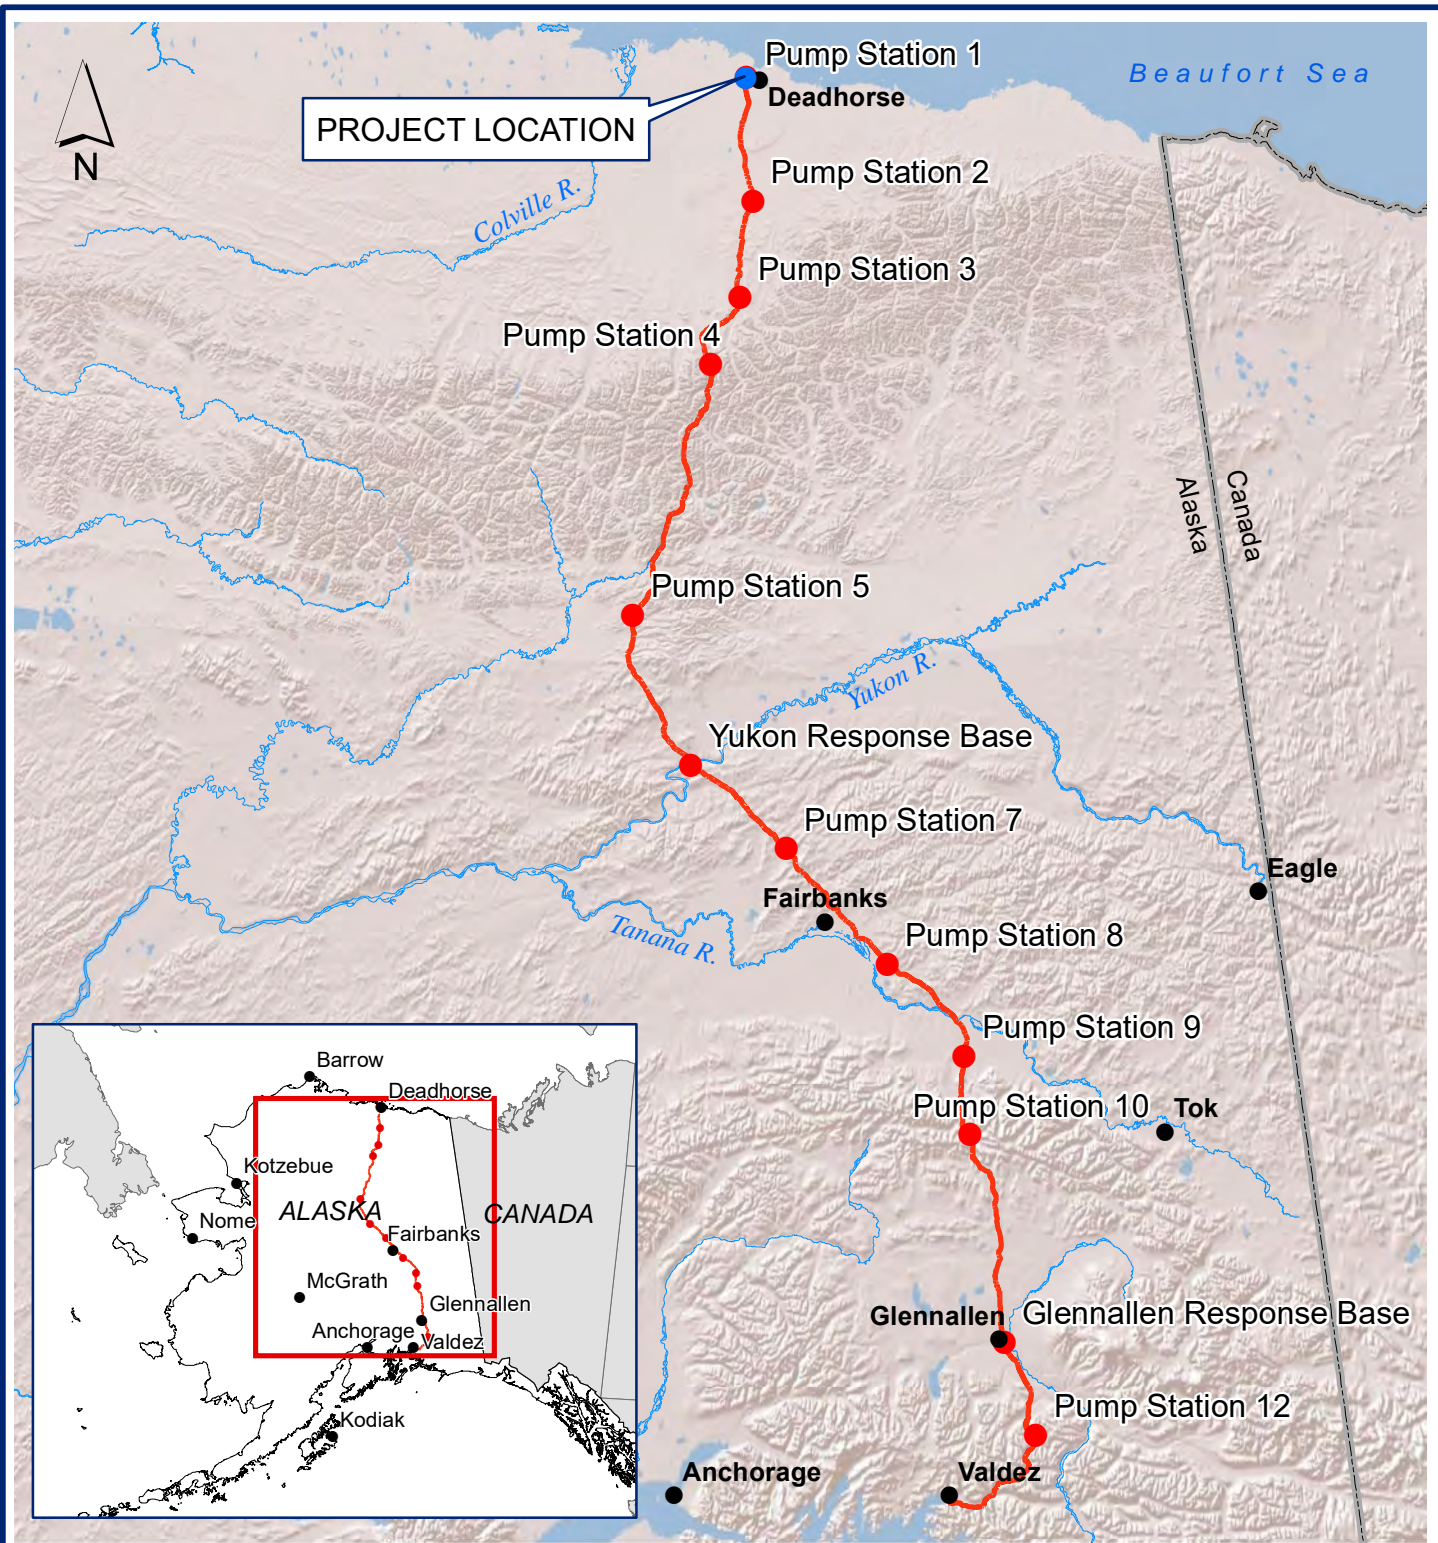 Pump Station 1
Beaufort Sea
Deadhorse
PROJECT LOCATION
N
Pump Station 2
Colville R.
Pump Station 3
Pump Station 4
Canada
Alaska
Pump Station 5
Yukon R.
Yukon Response Base
Pump Station 7
Eagle
Fairbanks
Tanana R.
Pump Station 8
Pump Station 9
Pump Station 10
Tok
Glennallen
Glennallen Response Base
Pump Station 12
Anchorage
Valdez
Barrow
Deadhorse
Kotzebue
Nome
ALASKA
CANADA
Fairbanks
McGrath
Glennallen
Anchorage
Valdez
Kodiak